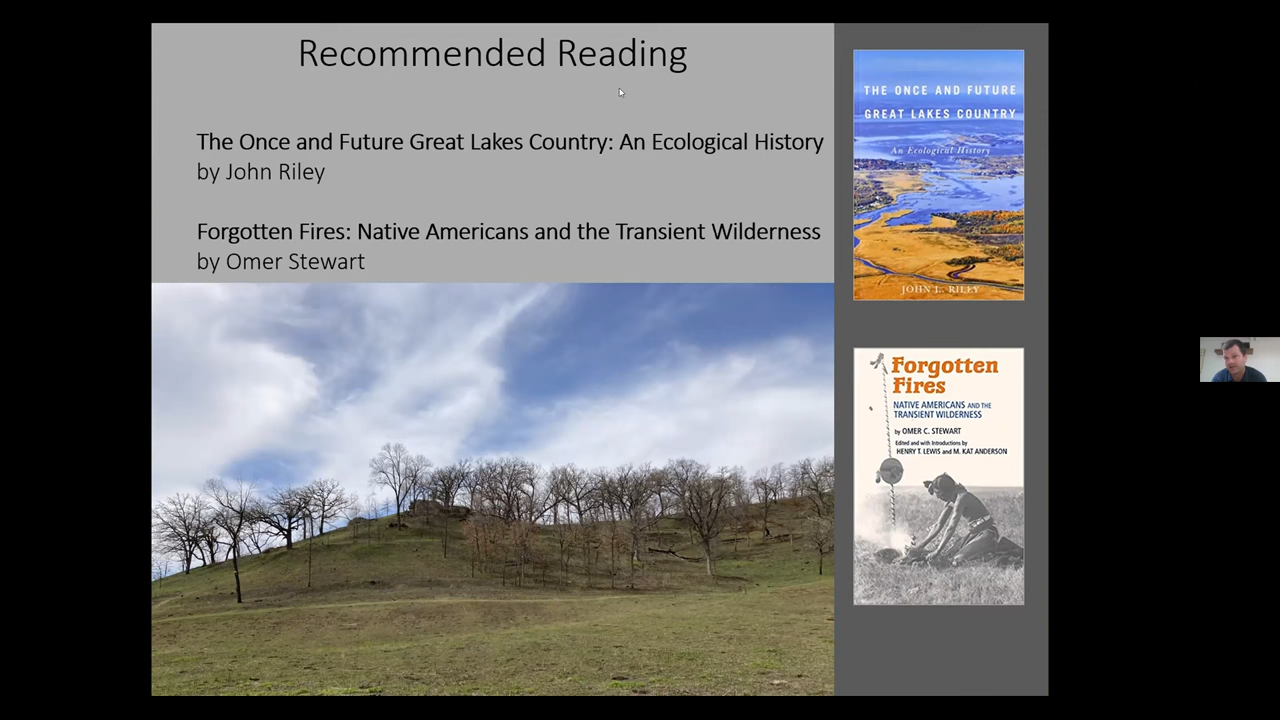 Recommended Reading
The Once and Future Great Lakes Country: An Ecological History
by John Riley
Forgotten Fires: Native Americans and the Transient Wilderness
by Omer Stewart
THE ONCE AND FUTURE
GREAT LAKES COUNTRY
An Ecological History
JOHN L. RILEY
Forgotten
Fires
NATIVE AMERICANS AND THE
TRANSIENT WILDERNESS
by OMER C. STEWART
Edited and with Introductions by
HENRY T. LEWIS and M. KAT ANDERSON